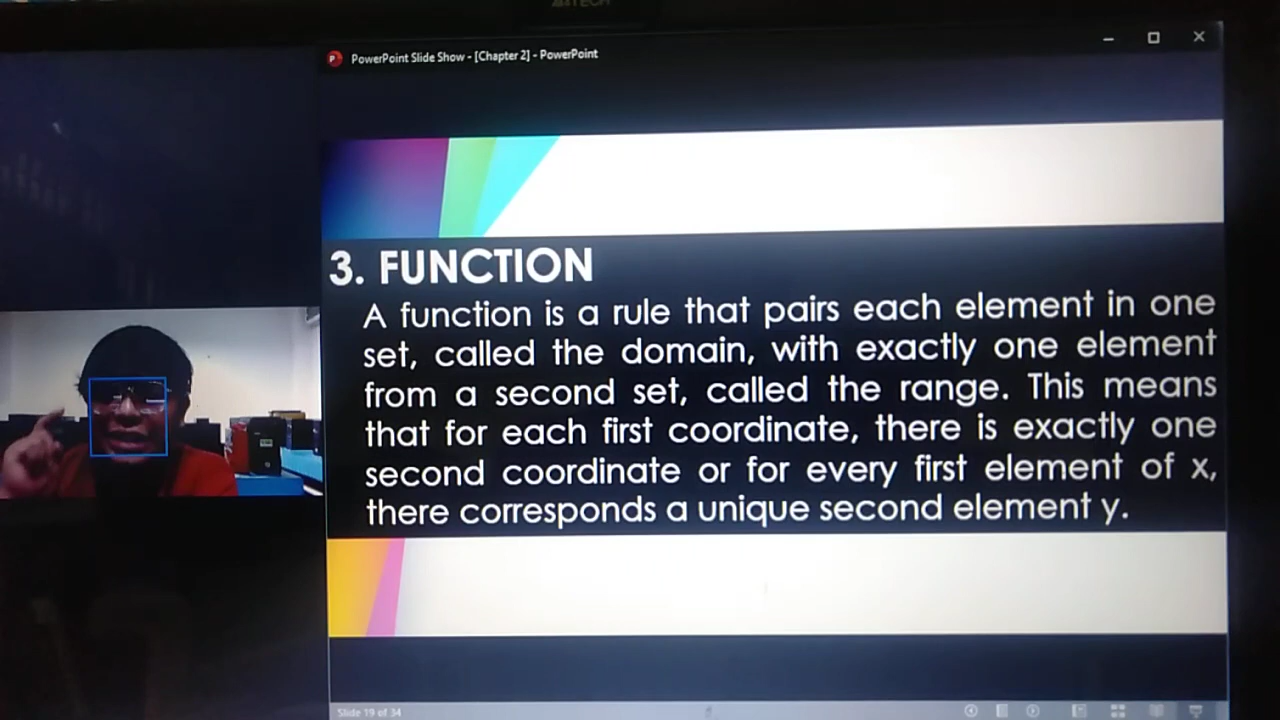 PowerPoint Slide Show - [Chapter 2] - PowerPoint
3. FUNCTION
A function is a rule that pairs each element in one
set, called the domain, with exactly one element
from a second set, called the range. This means
that for each first coordinate, there is exactly one
second coordinate or for every first element of x,
there corresponds a unique second element y.
Slide 19 of 34